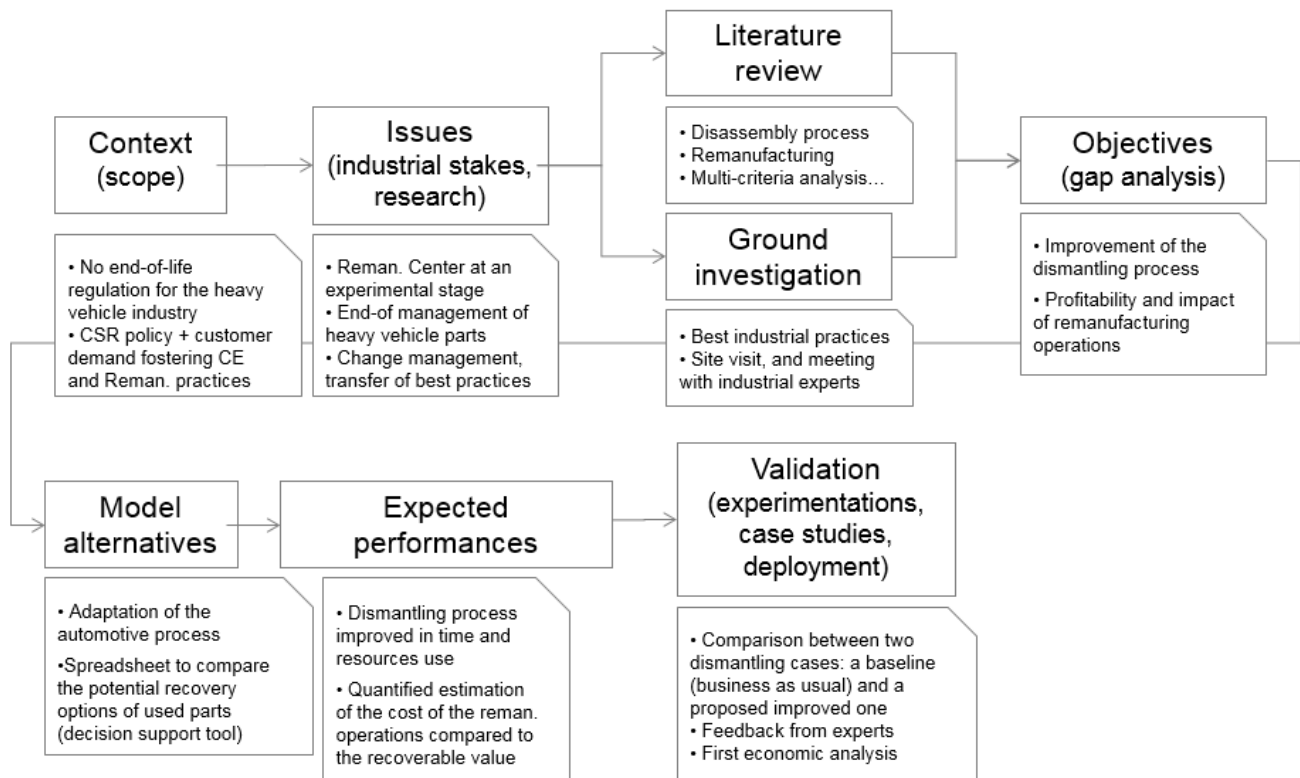 Context
(scope)
• No end-of-life
regulation for the heavy
vehicle industry
• CSR policy + customer
demand fostering CE
and Reman. practices
Issues
(industrial stakes,
research)
• Reman. Center at an
experimental stage
• End-of management of
heavy vehicle parts
• Change management,
transfer of best practices
Literature
review
• Disassembly process
• Remanufacturing
• Multi-criteria analysis…
Ground
investigation
• Best industrial practices
• Site visit, and meeting
with industrial experts
Objectives
(gap analysis)
• Improvement of the
dismantling process
• Profitability and impact
of remanufacturing
operations
Model
alternatives
• Adaptation of the
automotive process
•Spreadsheet to compare
the potential recovery
options of used parts
(decision support tool)
Expected
performances
• Dismantling process
improved in time and
resources use
• Quantified estimation
of the cost of the reman.
operations compared to
the recoverable value
Validation
(experimentations,
case studies,
deployment)
• Comparison between two
dismantling cases: a baseline
(business as usual) and a
proposed improved one
• Feedback from experts
• First economic analysis